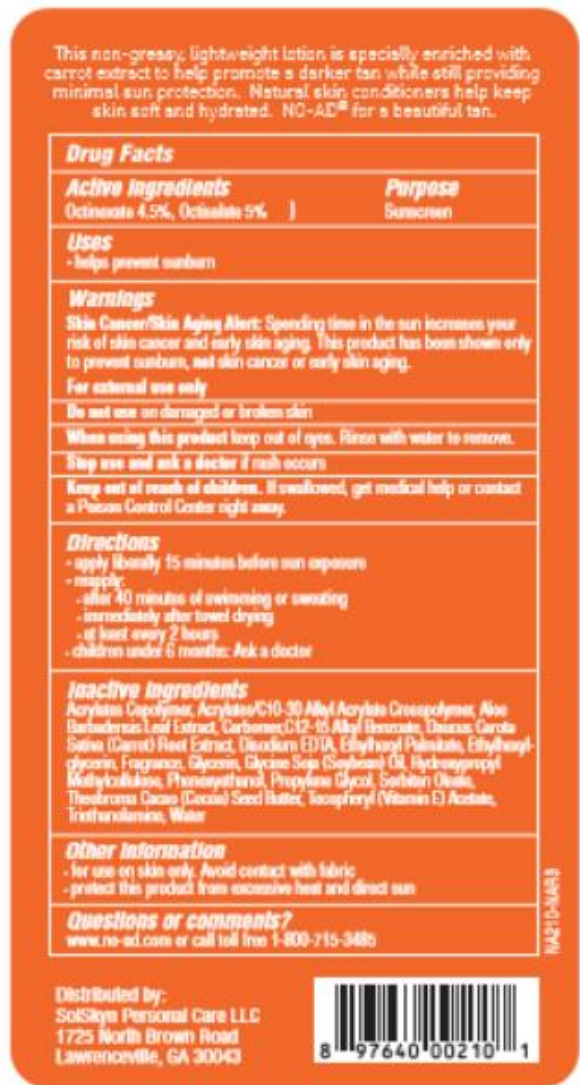 This non-greasy, lightweight lotion is specially enriched with
carrot extract to help promote a darker tan while still providing
minimal sun protection. Natural skin conditioners help keep
skin soft and hydrated. NO-AD® for a beautiful tan.
Drug Facts
Active Ingredients Purpose
Octinoxate 4.5%, Octisalate 5% } Sunscreen
Uses
• helps prevent sunburn
Warnings
Skin Cancer/Skin Aging Alert: Spending time in the sun increases your
risk of skin cancer and early skin aging. This product has been shown only
to prevent sunburn, not skin cancer or early skin aging.
For external use only
Do not use on damaged or broken skin
When using this product keep out of eyes. Rinse with water to remove.
Stop use and ask a doctor if rash occurs
Keep out of reach of children. If swallowed, get medical help or contact
a Poison Control Center right away.
Directions
• apply liberally 15 minutes before sun exposure
• reapply:
• after 40 minutes of swimming or sweating
• immediately after towel drying
• at least every 2 hours
• children under 6 months: Ask a doctor
Inactive Ingredients
Acrylates Copolymer, Acrylates/C10-30 Alkyl Acrylate Crosspolymer, Aloe
Barbadensis Leaf Extract, Carbomer, C12-15 Alkyl Benzoate, Daucus Carota
Sativa (Carrot) Root Extract, Disodium EDTA, Ethylhexyl Palmitate, Ethylhexyl-
glycerin, Fragrance, Glycerin, Glycine Soja (Soybean) Oil, Hydroxypropyl
Methylcellulose, Phenoxyethanol, Propylene Glycol, Sorbitan Oleate,
Theobroma Cacao (Cocoa) Seed Butter, Tocopheryl (Vitamin E) Acetate,
Triethanolamine, Water
Other Information
• for use on skin only. Avoid contact with fabric
• protect this product from excessive heat and direct sun
Questions or comments?
www.no-ad.com or call toll free 1-800-715-3485
NA210-NAR3
Distributed by:
SolSkyn Personal Care LLC
1725 North Brown Road
Lawrenceville, GA 30043
8 97640 00210 1